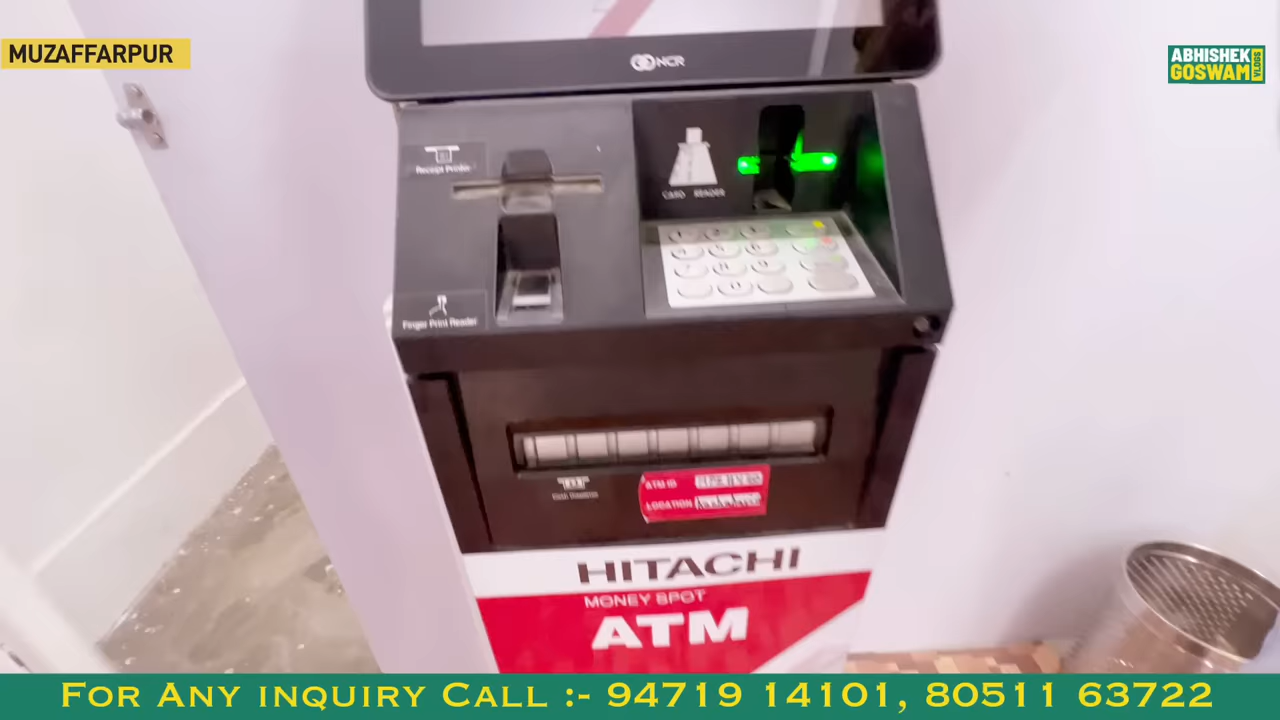 MUZAFFARPUR
ABHISHEK
GOSWAMI
VLOGS
NCR
Receipt Printer
CARD READER
Finger Print Reader
ATM ID
LOCATION
HITACHI
MONEY SPOT
ATM
FOR ANY INQUIRY CALL :- 94719 14101, 80511 63722